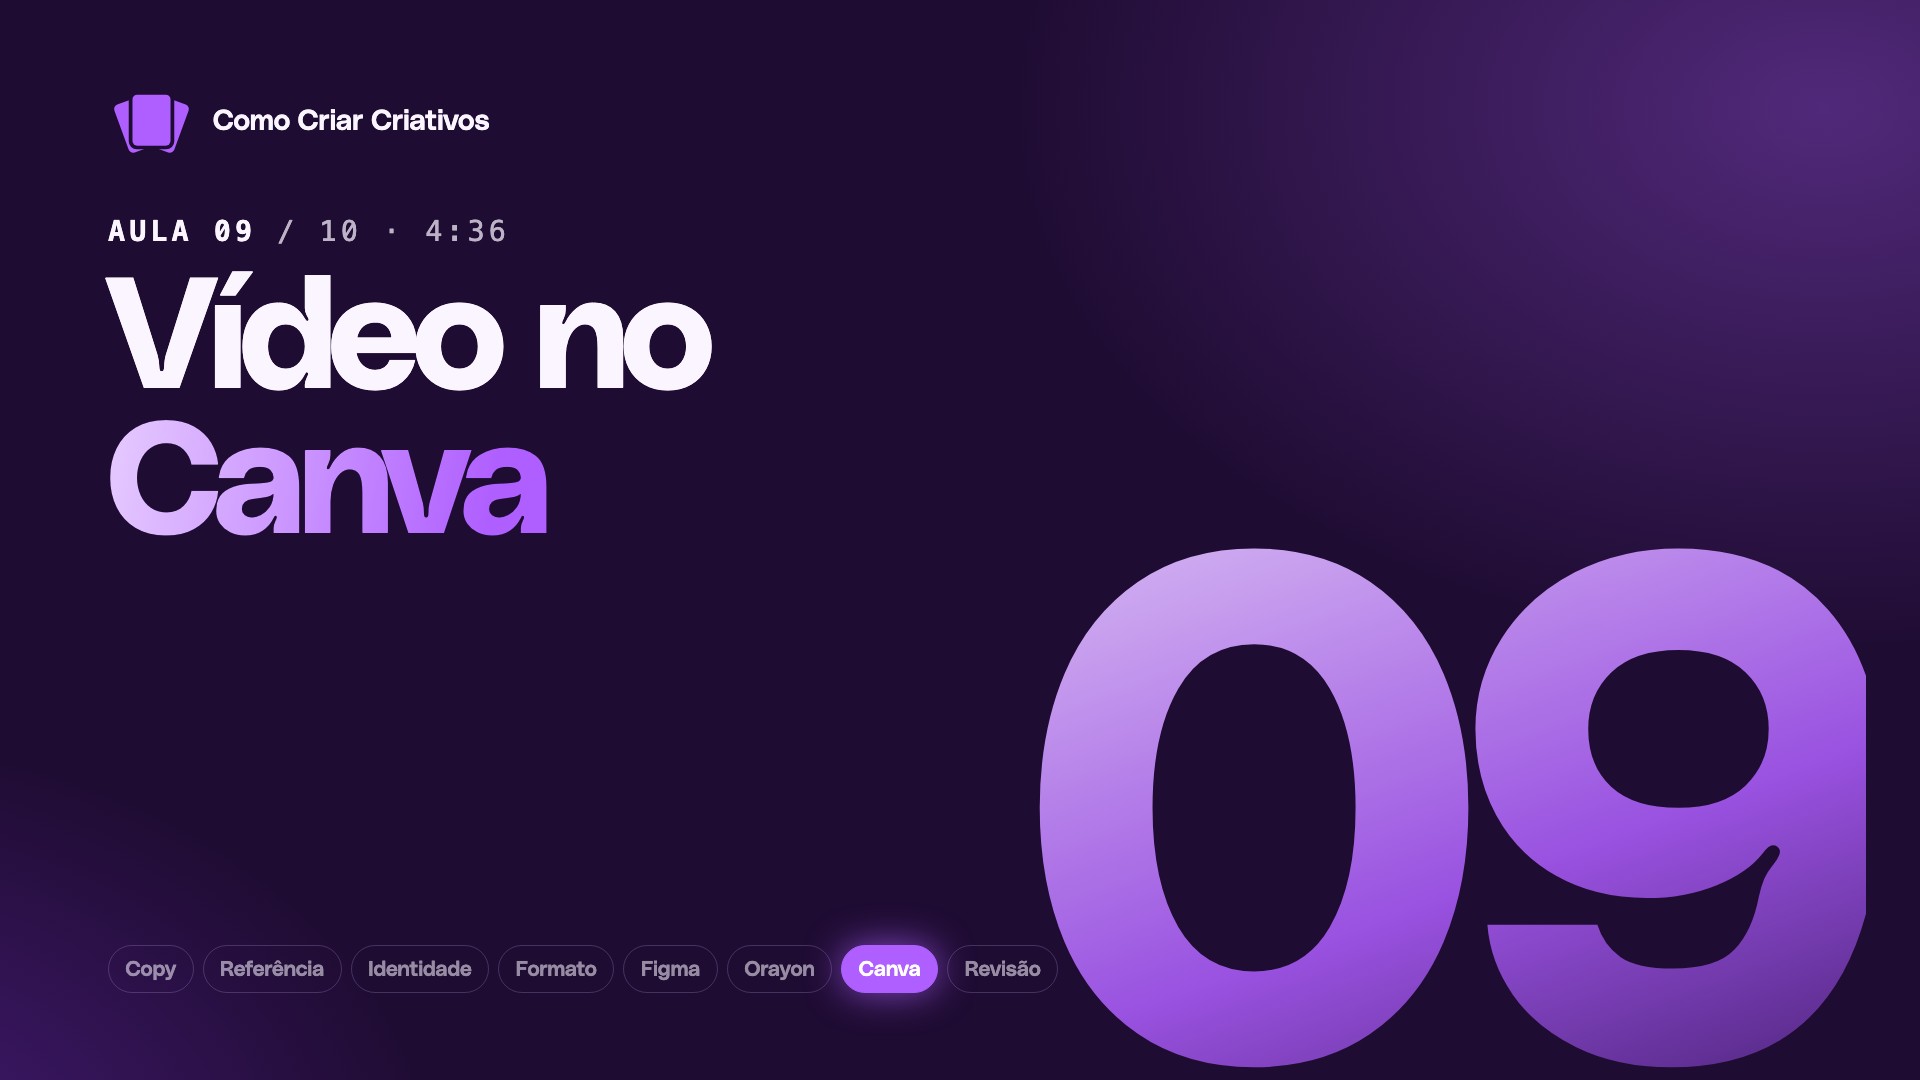 Como Criar Criativos
AULA 09 / 10 · 4:36
Vídeo no
Canva
09
Copy Referência Identidade Formato Figma Orayon Canva Revisão